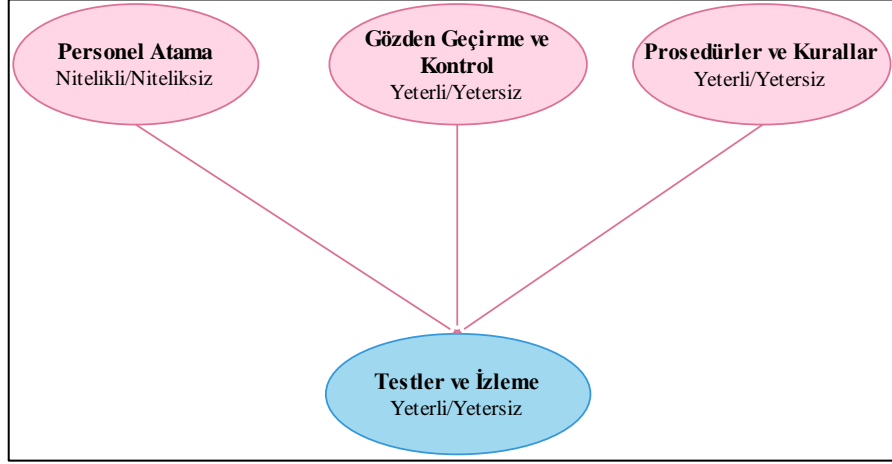 Personel Atama
Nitelikli/Niteliksiz
Gözden Geçirme ve
Kontrol
Yeterli/Yetersiz
Prosedürler ve Kurallar
Yeterli/Yetersiz
Testler ve İzleme
Yeterli/Yetersiz